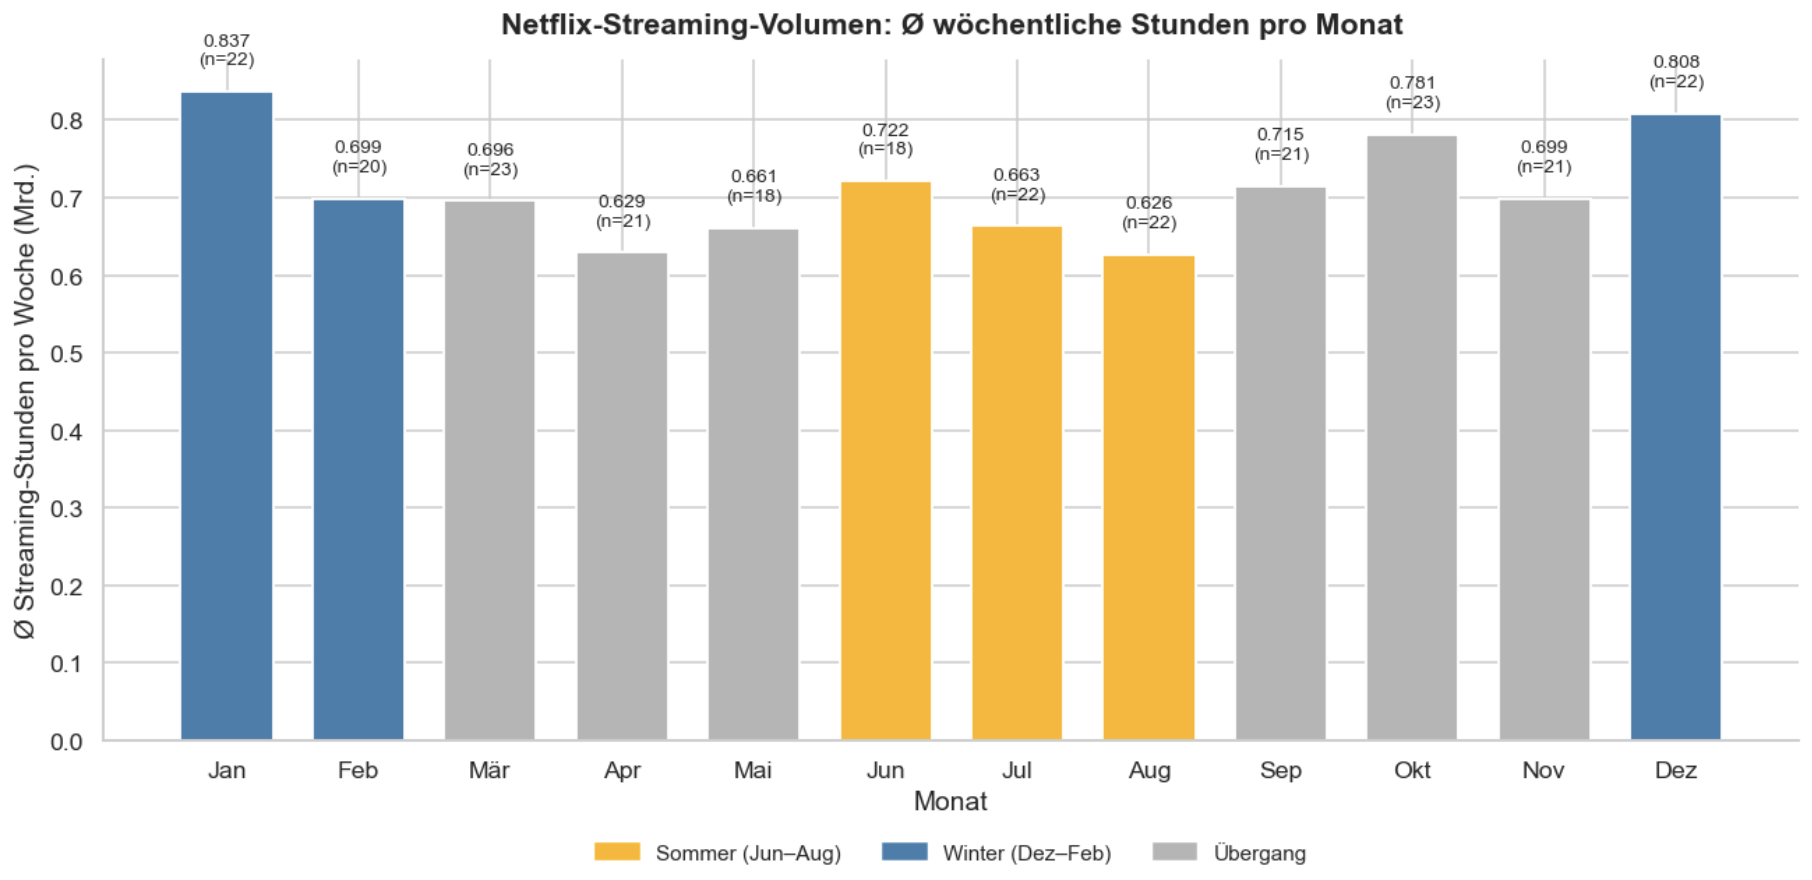 Netflix-Streaming-Volumen: Ø wöchentliche Stunden pro Monat
Ø Streaming-Stunden pro Woche (Mrd.)
0.8
0.7
0.6
0.5
0.4
0.3
0.2
0.1
0.0
0.837
(n=22)
0.699
(n=20)
0.696
(n=23)
0.629
(n=21)
0.661
(n=18)
0.722
(n=18)
0.663
(n=22)
0.626
(n=22)
0.715
(n=21)
0.781
(n=23)
0.699
(n=21)
0.808
(n=22)
Jan Feb Mär Apr Mai Jun Jul Aug Sep Okt Nov Dez
Monat
Sommer (Jun–Aug) Winter (Dez–Feb) Übergang